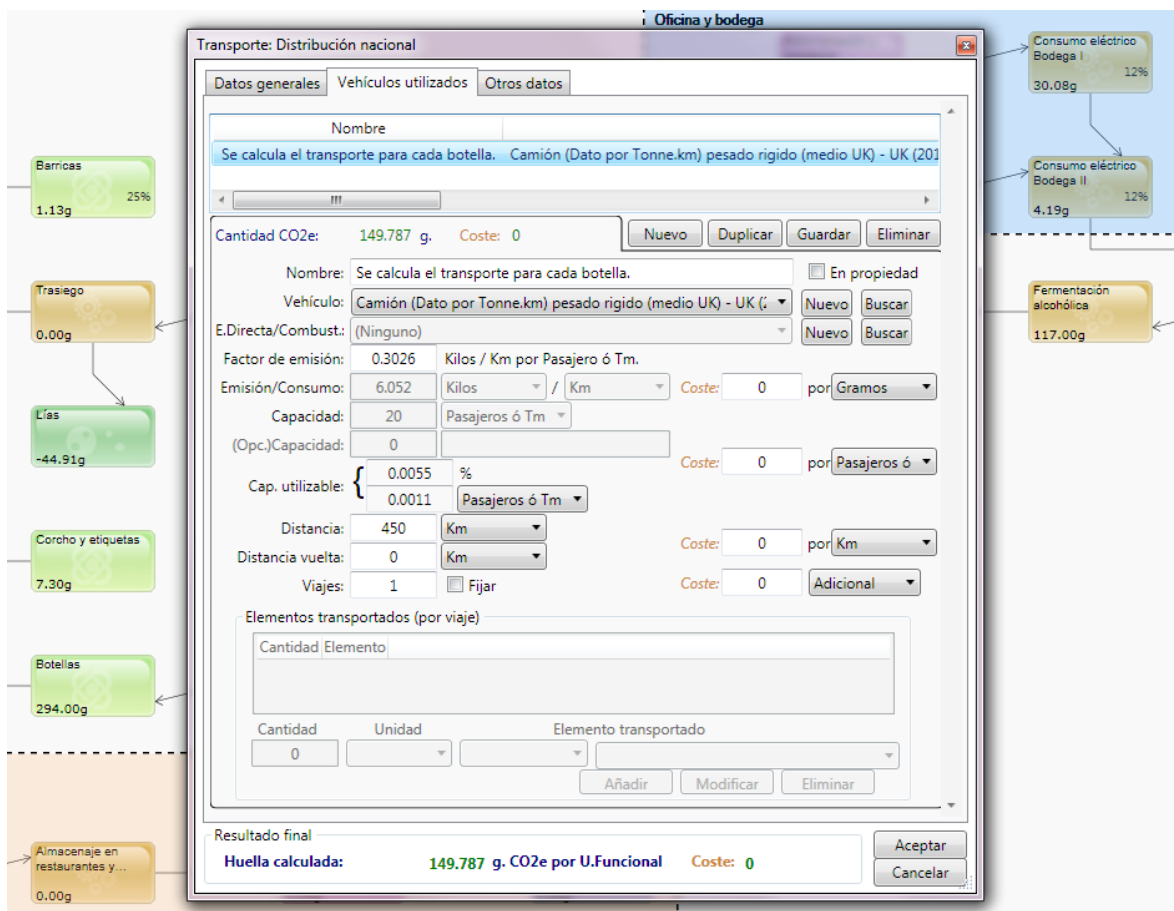 Oficina y bodega
Transporte: Distribución nacional
Datos generales Vehículos utilizados Otros datos
Nombre
Se calcula el transporte para cada botella. Camión (Dato por Tonne.km) pesado rigido (medio UK) - UK (201
Cantidad CO2e: 149.787 g. Coste: 0
Nuevo Duplicar Guardar Eliminar
Nombre: Se calcula el transporte para cada botella. En propiedad
Vehículo: Camión (Dato por Tonne.km) pesado rigido (medio UK) - UK (2 Nuevo Buscar
E.Directa/Combust.: (Ninguno) Nuevo Buscar
Factor de emisión: 0.3026 Kilos / Km por Pasajero ó Tm.
Emisión/Consumo: 6.052 Kilos / Km Coste: 0 por Gramos
Capacidad: 20 Pasajeros ó Tm
(Opc.)Capacidad: 0
Coste: 0 por Pasajeros ó
Cap. utilizable: 0.0055 %
0.0011 Pasajeros ó Tm
Distancia: 450 Km
Coste: 0 por Km
Distancia vuelta: 0 Km
Viajes: 1 Fijar Coste: 0 Adicional
Elementos transportados (por viaje)
Cantidad Elemento
Cantidad Unidad Elemento transportado
0
Añadir Modificar Eliminar
Resultado final
Huella calculada: 149.787 g. CO2e por U.Funcional Coste: 0
Aceptar
Cancelar
Barricas
25%
1.13g
Trasiego
0.00g
Lías
-44.91g
Corcho y etiquetas
7.30g
Botellas
294.00g
Almacenaje en
restaurantes y...
0.00g
Consumo eléctrico
Bodega I
12%
30.08g
Consumo eléctrico
Bodega II
12%
4.19g
Fermentación
alcohólica
117.00g